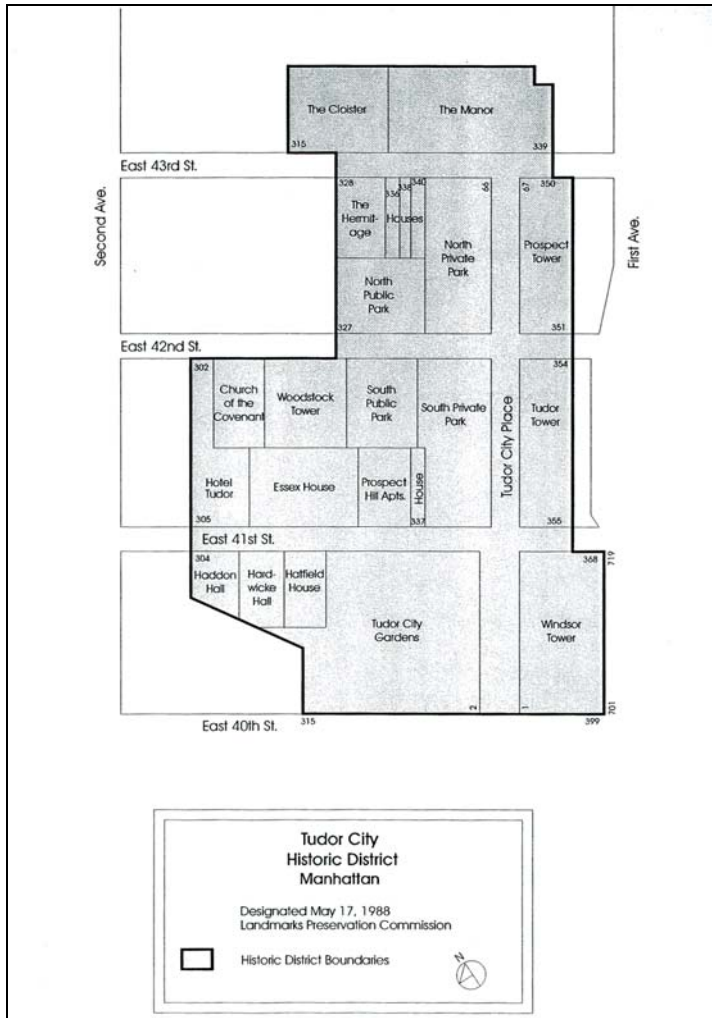 The Cloister
The Manor
315
339
East 43rd St.
Second Ave.
First Ave.
328
336
338
340
66
67
350
The
Hermit-
age
Houses
North
Private
Park
Prospect
Tower
North
Public
Park
327
351
East 42nd St.
302
354
Church
of the
Covenant
Woodstock
Tower
South
Public
Park
South Private
Park
Tudor City Place
Tudor
Tower
Hotel
Tudor
Essex House
Prospect
Hill Apts.
House
305
337
355
East 41st St.
304
368
719
Haddon
Hall
Hard-
wicke
Hall
Hatfield
House
Tudor City
Gardens
Windsor
Tower
2
1
701
East 40th St.
315
399
Tudor City
Historic District
Manhattan
Designated May 17, 1988
Landmarks Preservation Commission
Historic District Boundaries
N